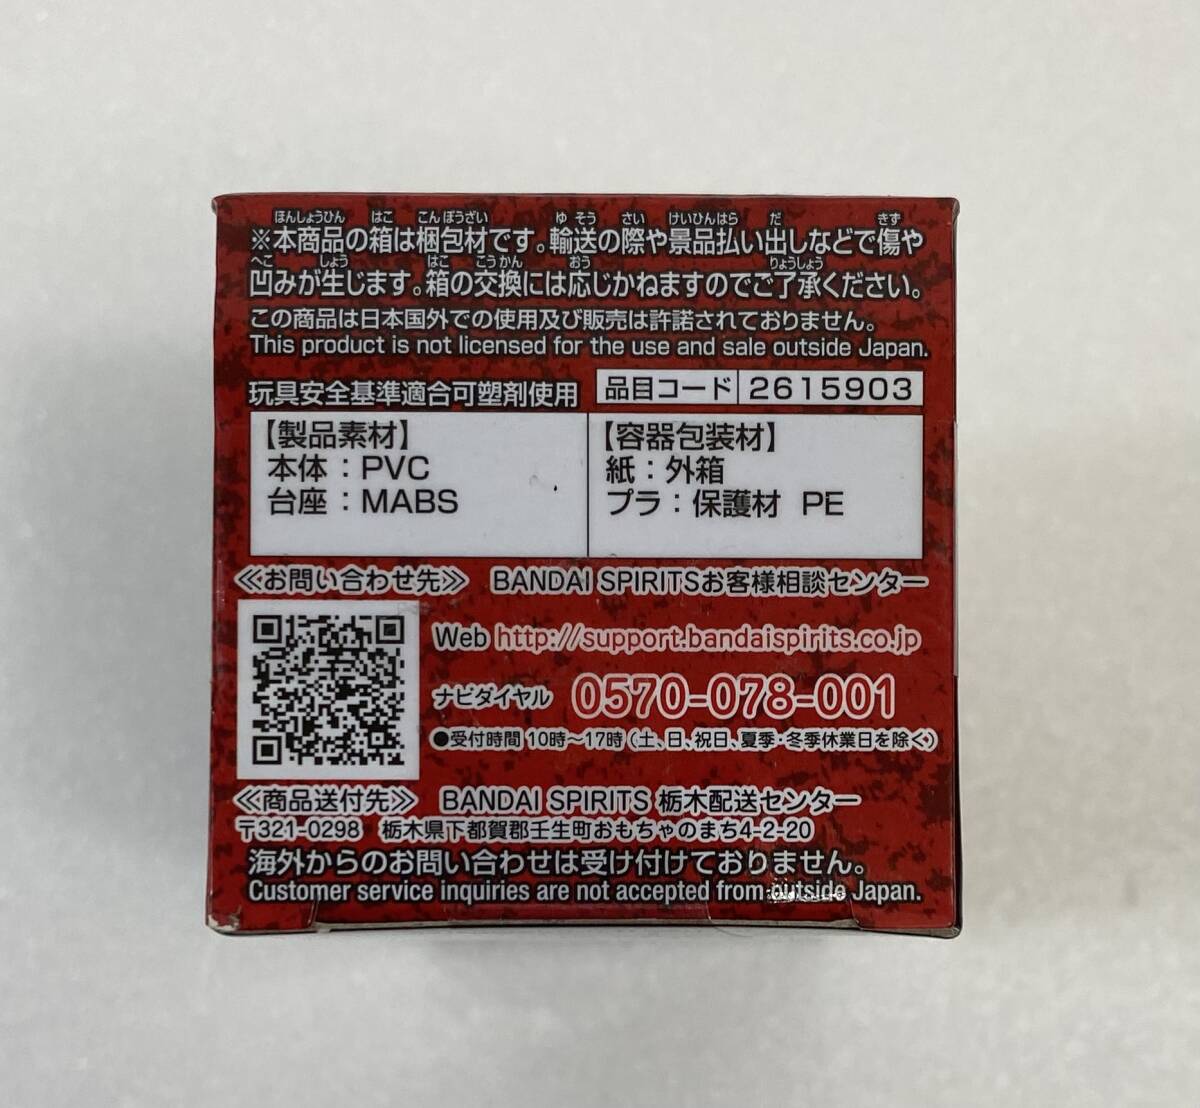 ※本商品の箱は梱包材です。輸送の際や景品払い出しなどで傷や
凹みが生じます。箱の交換には応じかねますのでご了承ください。
この商品は日本国外での使用及び販売は許諾されておりません。
This product is not licensed for the use and sale outside Japan.
玩具安全基準適合可塑剤使用 品目コード 2615903
【製品素材】
本体：PVC
台座：MABS
【容器包装材】
紙：外箱
プラ：保護材 PE
≪お問い合わせ先≫ BANDAI SPIRITSお客様相談センター
Web http://support.bandaispirits.co.jp
ナビダイヤル 0570-078-001
●受付時間 10時～17時（土、日、祝日、夏季・冬季休業日を除く）
≪商品送付先≫ BANDAI SPIRITS 栃木配送センター
〒321-0298 栃木県下都賀郡壬生町おもちゃのまち4-2-20
海外からのお問い合わせは受け付けておりません。
Customer service inquiries are not accepted from outside Japan.